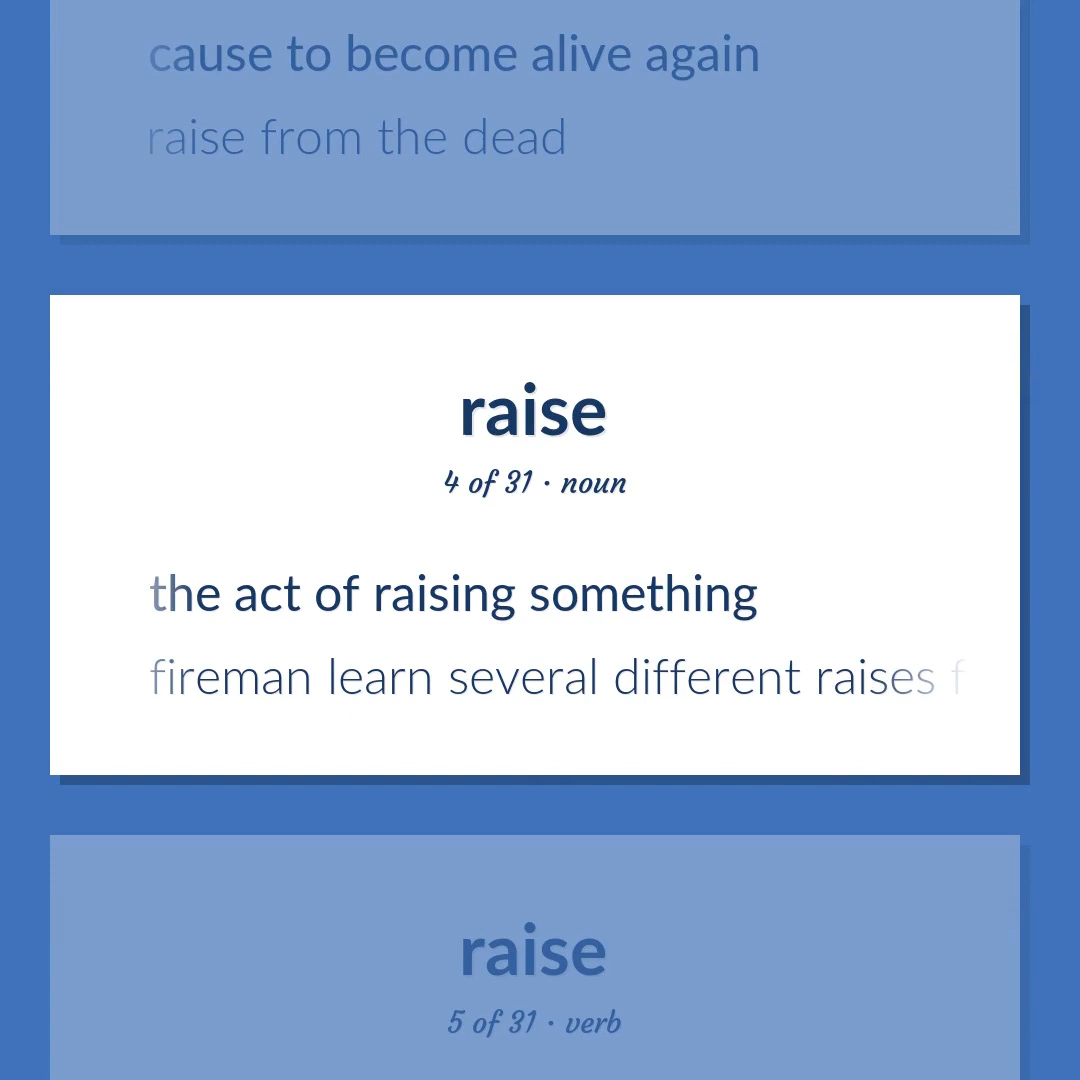 cause to become alive again
raise from the dead
raise
4 of 31 · noun
the act of raising something
fireman learn several different raises f
raise
5 of 31 · verb